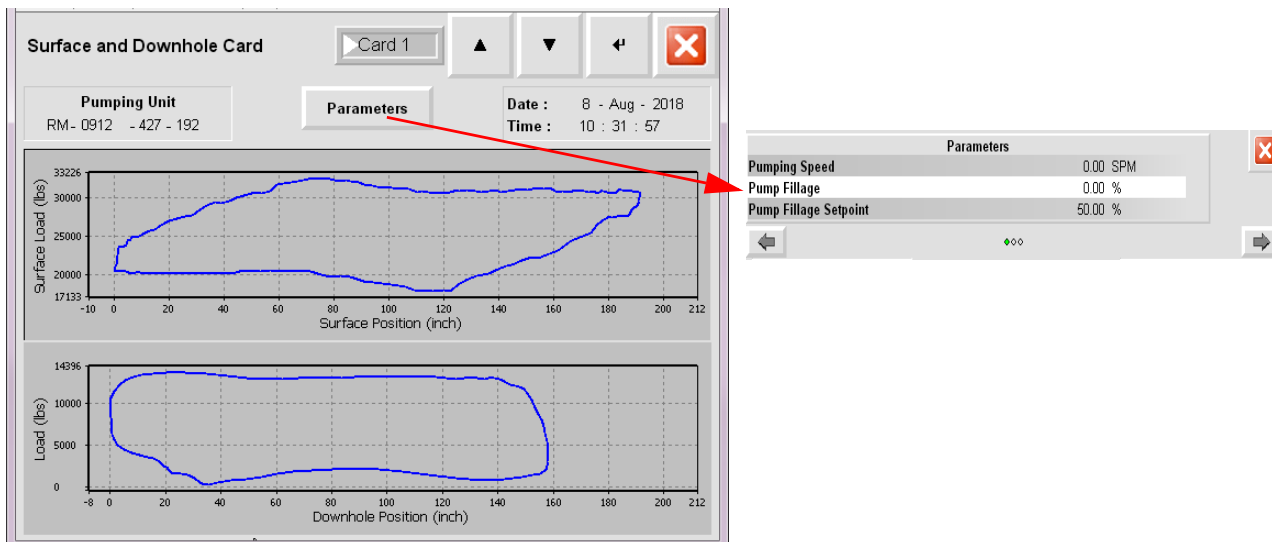 Surface and Downhole Card
Card 1
Pumping Unit
RM- 0912 - 427 - 192
Parameters
Date : 8 - Aug - 2018
Time : 10 : 31 : 57
Surface Load (lbs)
33226
30000
25000
20000
17133
-10 0 20 40 60 80 100 120 140 160 180 200 212
Surface Position (inch)
Load (lbs)
14396
10000
5000
0
-8 0 20 40 60 80 100 120 140 160 180 200 212
Downhole Position (inch)
Parameters
Pumping Speed 0.00 SPM
Pump Fillage 0.00 %
Pump Fillage Setpoint 50.00 %